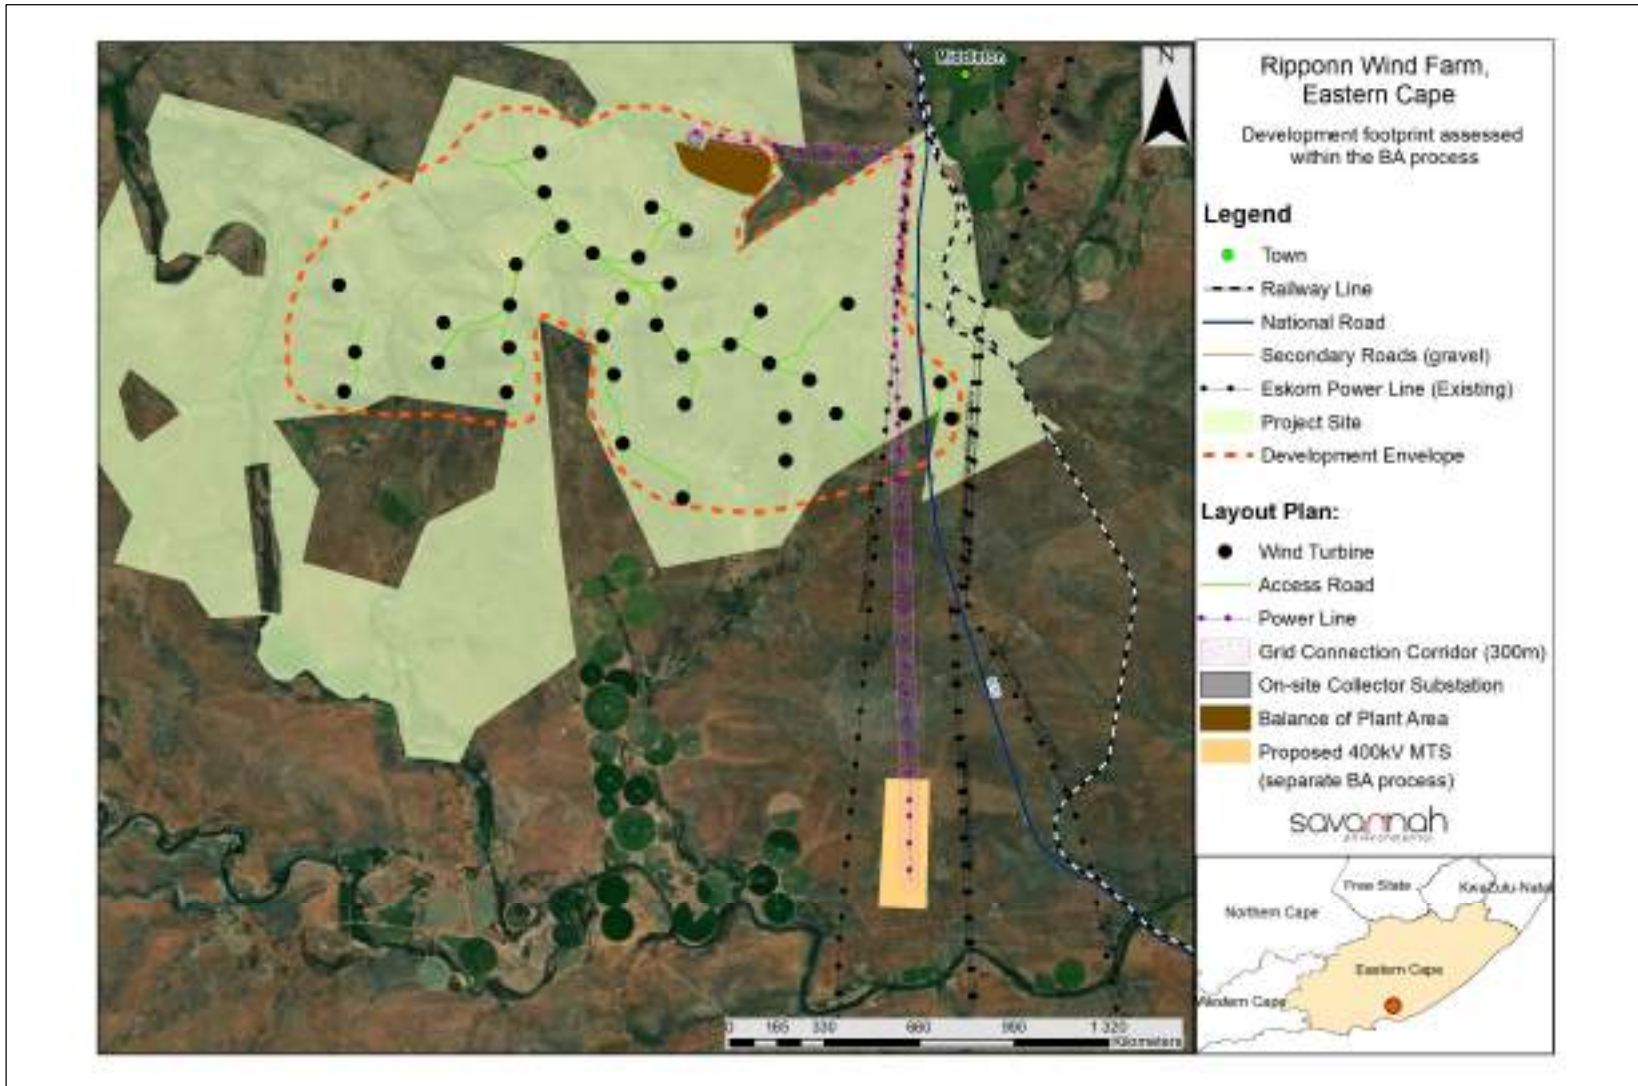 Middleton
N
Ripponn Wind Farm,
Eastern Cape
Development footprint assessed
within the BA process
Legend
Town
Railway Line
National Road
Secondary Roads (gravel)
Eskom Power Line (Existing)
Project Site
Development Envelope
Layout Plan:
Wind Turbine
Access Road
Power Line
Grid Connection Corridor (300m)
On-site Collector Substation
Balance of Plant Area
Proposed 400kV MTS
(separate BA process)
savannah
Free State
KwaZulu-Natal
Northern Cape
Eastern Cape
Western Cape
0 165 330 660 990 1 320
Kilometers